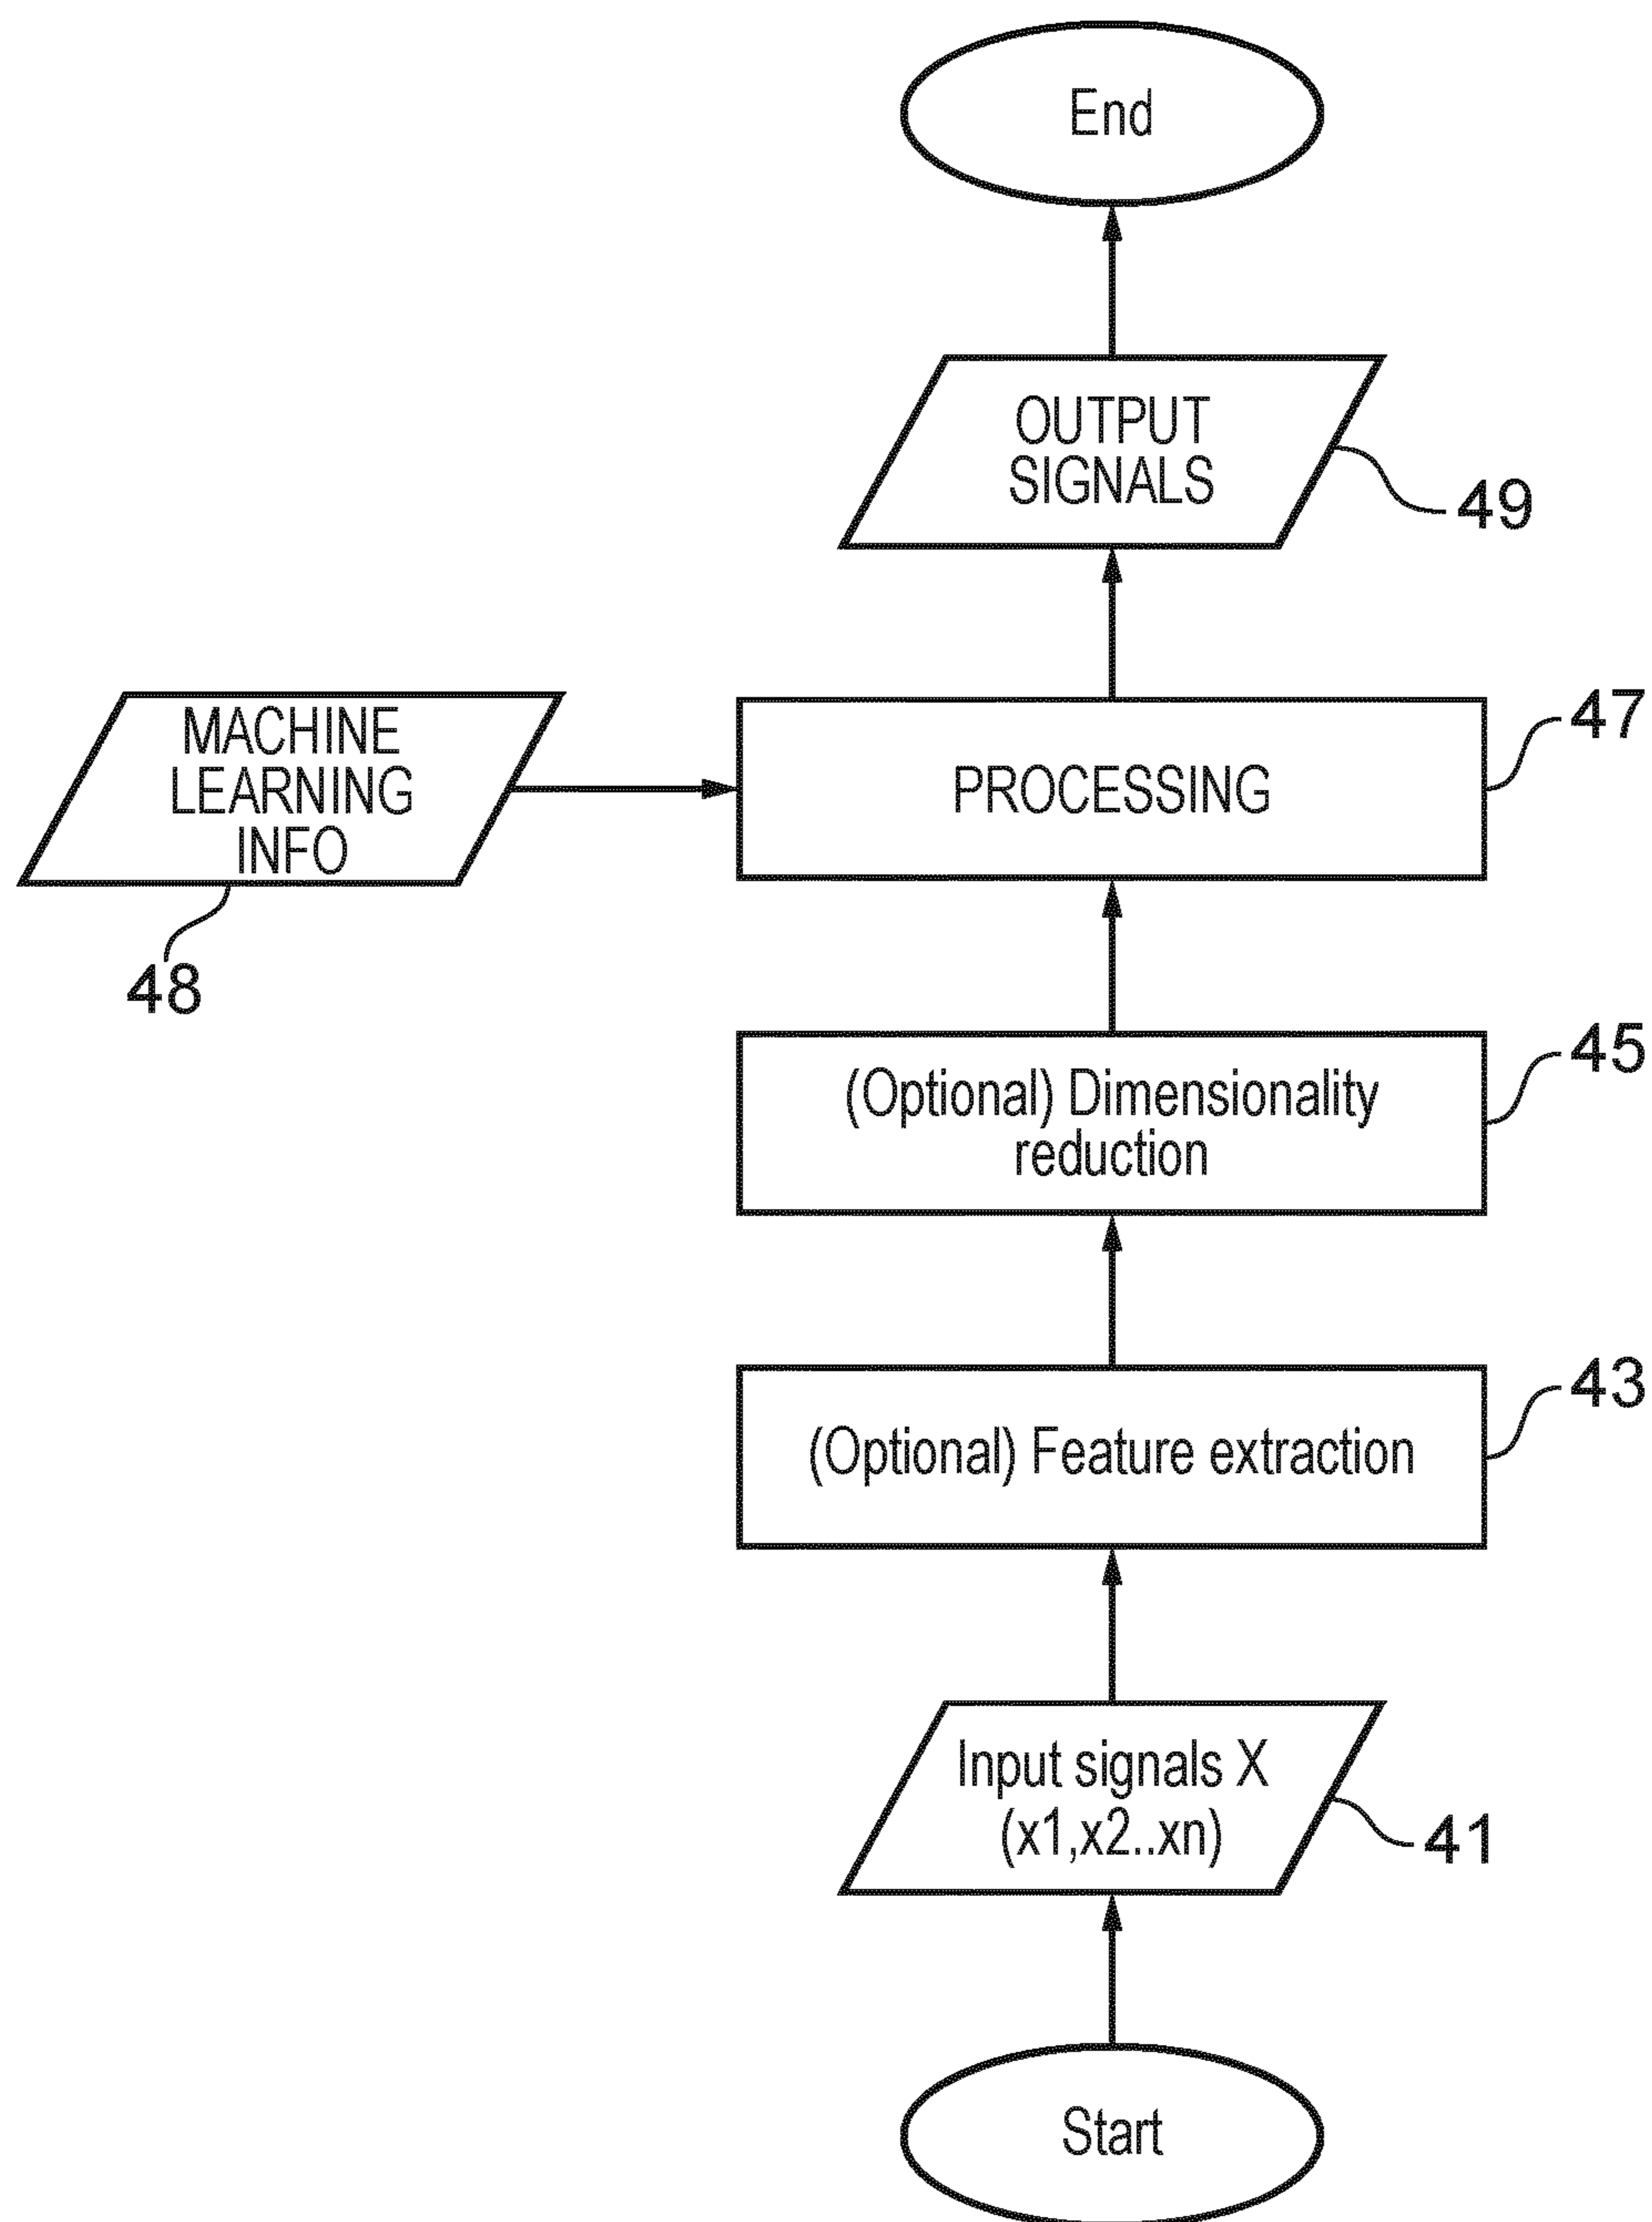 End
OUTPUT
SIGNALS
49
MACHINE
LEARNING
INFO
48
PROCESSING
47
(Optional) Dimensionality
reduction
45
(Optional) Feature extraction
43
Input signals X
(x1,x2..xn)
41
Start